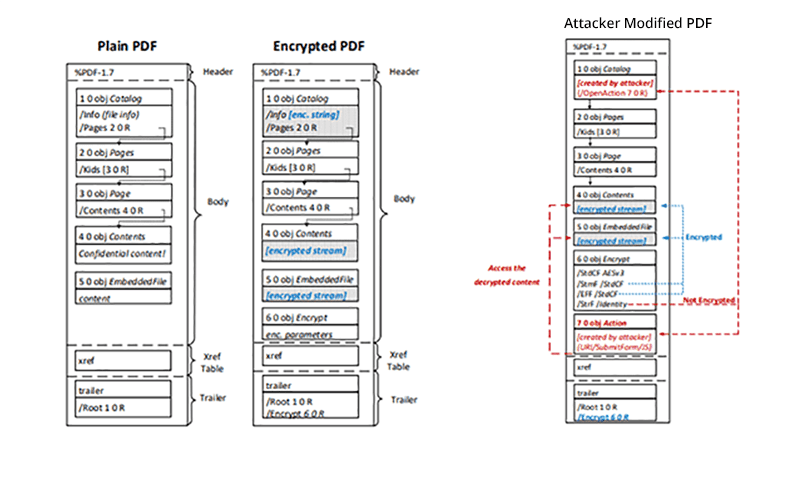 Attacker Modified PDF
Plain PDF
%PDF-1.7
1 0 obj Catalog
/Info (file info)
/Pages 2 0 R
2 0 obj Pages
/Kids [3 0 R]
3 0 obj Page
/Contents 4 0 R
4 0 obj Contents
Confidential content!
5 0 obj EmbeddedFile
content
xref
trailer
/Root 1 0 R
Header
Body
Xref
Table
Trailer
Encrypted PDF
%PDF-1.7
1 0 obj Catalog
/Info [enc. string]
/Pages 2 0 R
2 0 obj Pages
/Kids [3 0 R]
3 0 obj Page
/Contents 4 0 R
4 0 obj Contents
[encrypted stream]
5 0 obj EmbeddedFile
[encrypted stream]
6 0 obj Encrypt
enc. parameters
xref
trailer
/Root 1 0 R
/Encrypt 6 0 R
Header
Body
Xref
Table
Trailer
%PDF-1.7
1 0 obj Catalog
[created by attacker]
(/OpenAction 7 0 R)
2 0 obj Pages
/Kids [3 0 R]
3 0 obj Page
/Contents 4 0 R
4 0 obj Contents
[encrypted stream]
5 0 obj EmbeddedFile
[encrypted stream]
6 0 obj Encrypt
/StdCF AESv3
/StmF /StdCF
/EFF /StdCF
/StrF /Identity
7 0 obj Action
[created by attacker]
(URI/SubmitForm/JS)
xref
trailer
/Root 1 0 R
/Encrypt 6 0 R
Access the
decrypted content
Encrypted
Not Encrypted